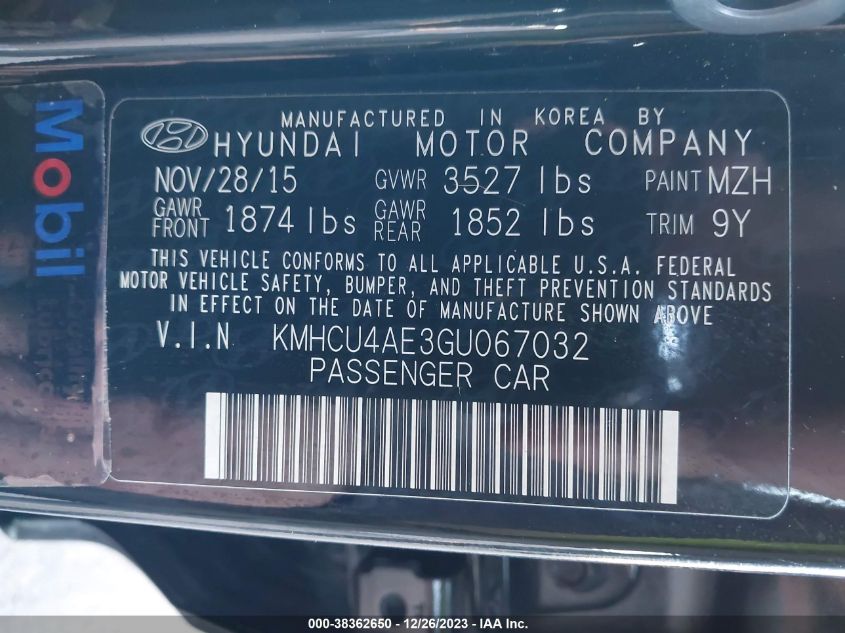 Mobil
MANUFACTURED IN KOREA BY
HYUNDAI MOTOR COMPANY
NOV/28/15 GVWR 3527 lbs PAINT MZH
GAWR FRONT 1874 lbs GAWR REAR 1852 lbs TRIM 9Y
THIS VEHICLE CONFORMS TO ALL APPLICABLE U.S.A. FEDERAL
MOTOR VEHICLE SAFETY, BUMPER, AND THEFT PREVENTION STANDARDS
IN EFFECT ON THE DATE OF MANUFACTURE SHOWN ABOVE
V.I.N KMHCU4AE3GU067032
PASSENGER CAR
000-38362650 - 12/26/2023 - IAA Inc.